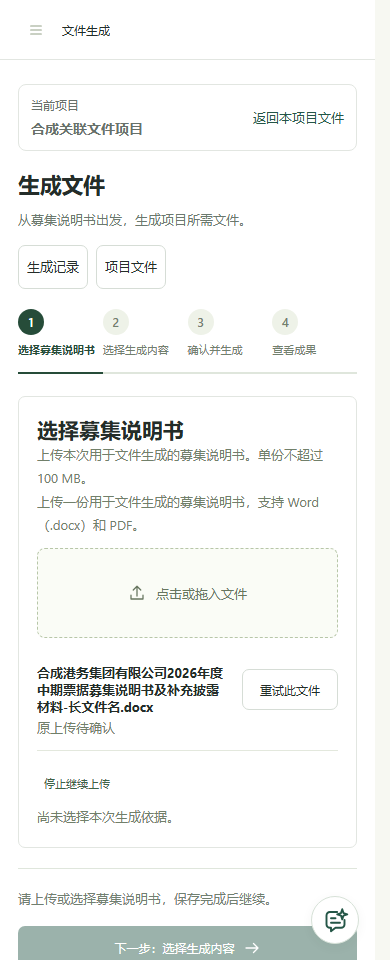 文件生成
当前项目
合成关联文件项目
返回本项目文件
生成文件
从募集说明书出发，生成项目所需文件。
生成记录
项目文件
1
2
3
4
选择募集说明书
选择生成内容
确认并生成
查看成果
选择募集说明书
上传本次用于文件生成的募集说明书。单份不超过
100 MB。
上传一份用于文件生成的募集说明书，支持 Word
（.docx）和 PDF。
点击或拖入文件
合成港务集团有限公司2026年度
中期票据募集说明书及补充披露
材料-长文件名.docx
重试此文件
原上传待确认
停止继续上传
尚未选择本次生成依据。
请上传或选择募集说明书，保存完成后继续。
下一步：选择生成内容